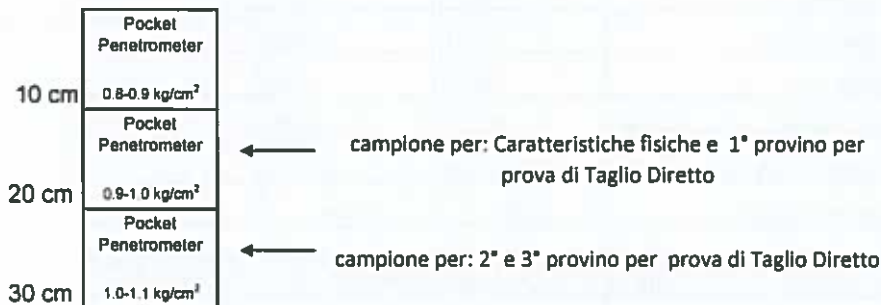 Pocket
Penetrometer
10 cm
0.8-0.9 kg/cm²
Pocket
Penetrometer
campione per: Caratteristiche fisiche e 1° provino per
prova di Taglio Diretto
20 cm
0.9-1.0 kg/cm²
Pocket
Penetrometer
campione per: 2° e 3° provino per prova di Taglio Diretto
30 cm
1.0-1.1 kg/cm²